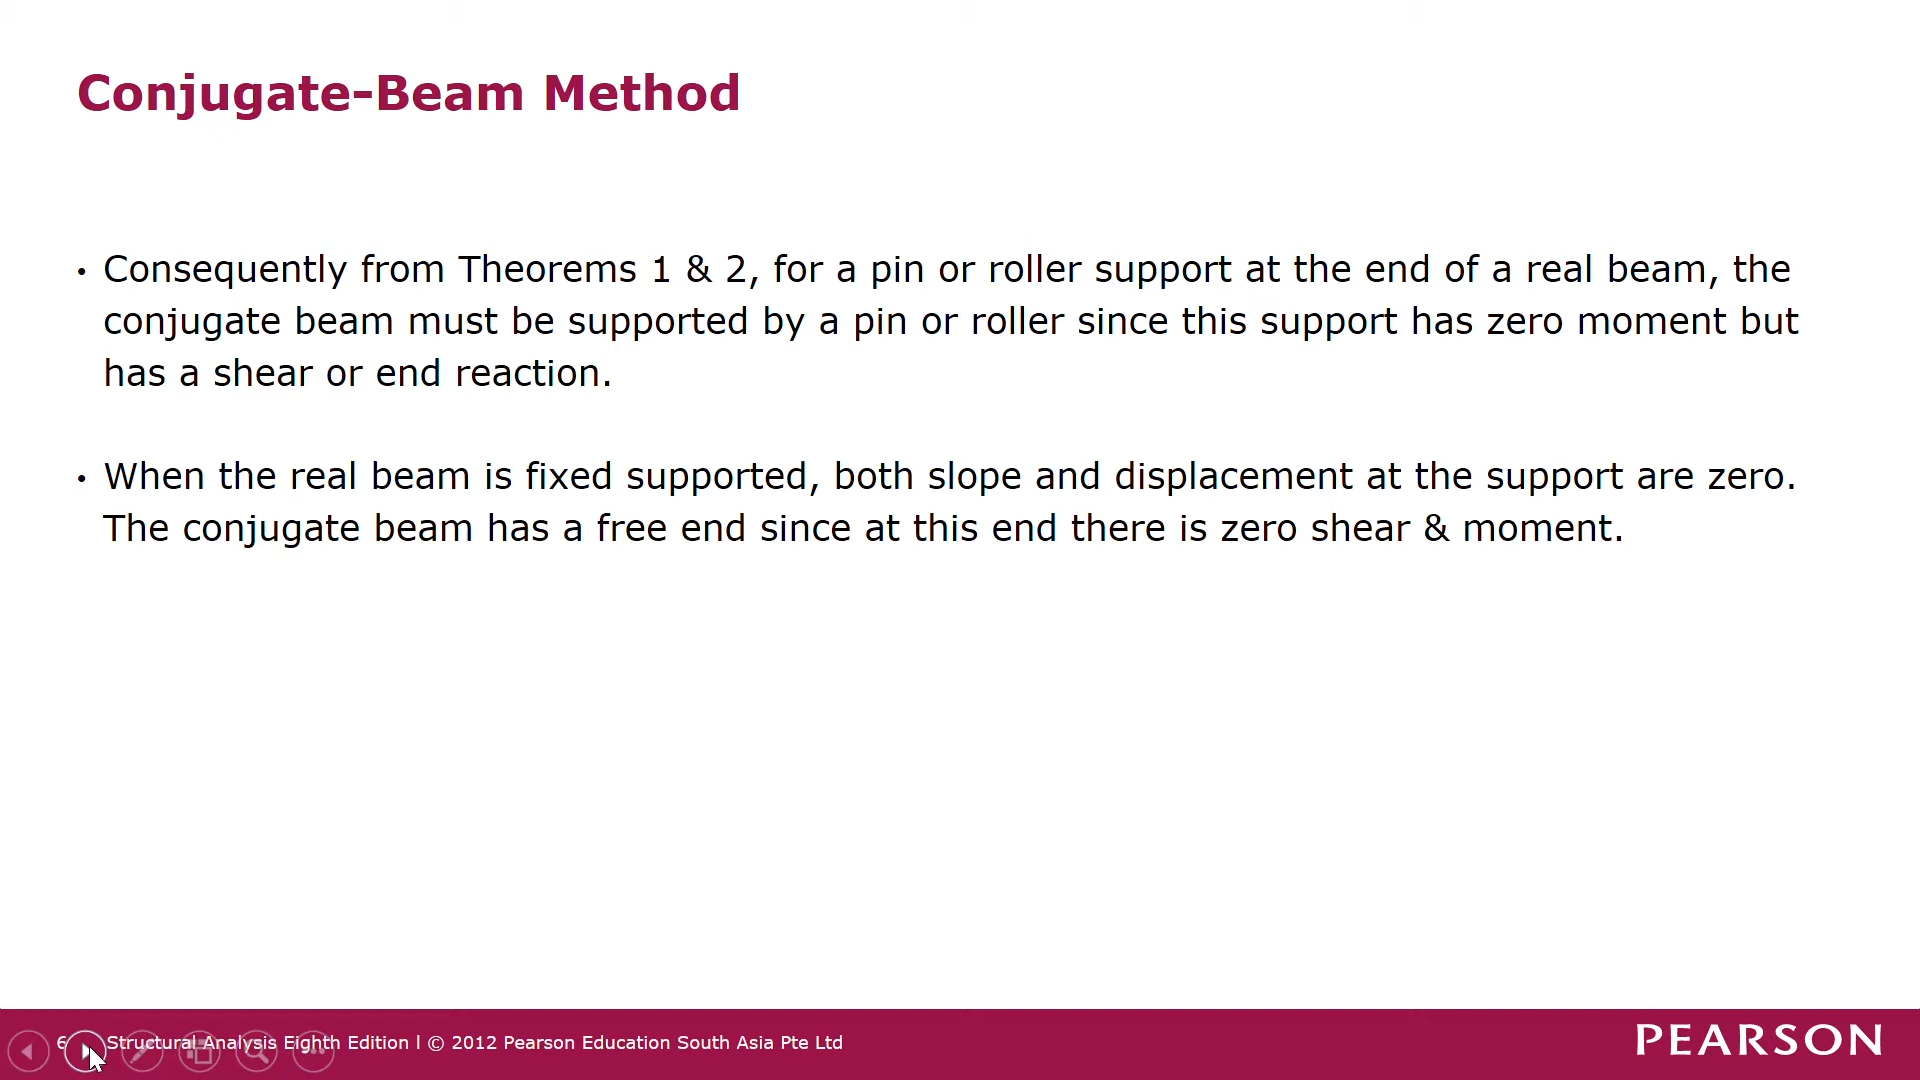 Conjugate-Beam Method
• Consequently from Theorems 1 & 2, for a pin or roller support at the end of a real beam, the
conjugate beam must be supported by a pin or roller since this support has zero moment but
has a shear or end reaction.
• When the real beam is fixed supported, both slope and displacement at the support are zero.
The conjugate beam has a free end since at this end there is zero shear & moment.
Structural Analysis Eighth Edition l © 2012 Pearson Education South Asia Pte Ltd
PEARSON